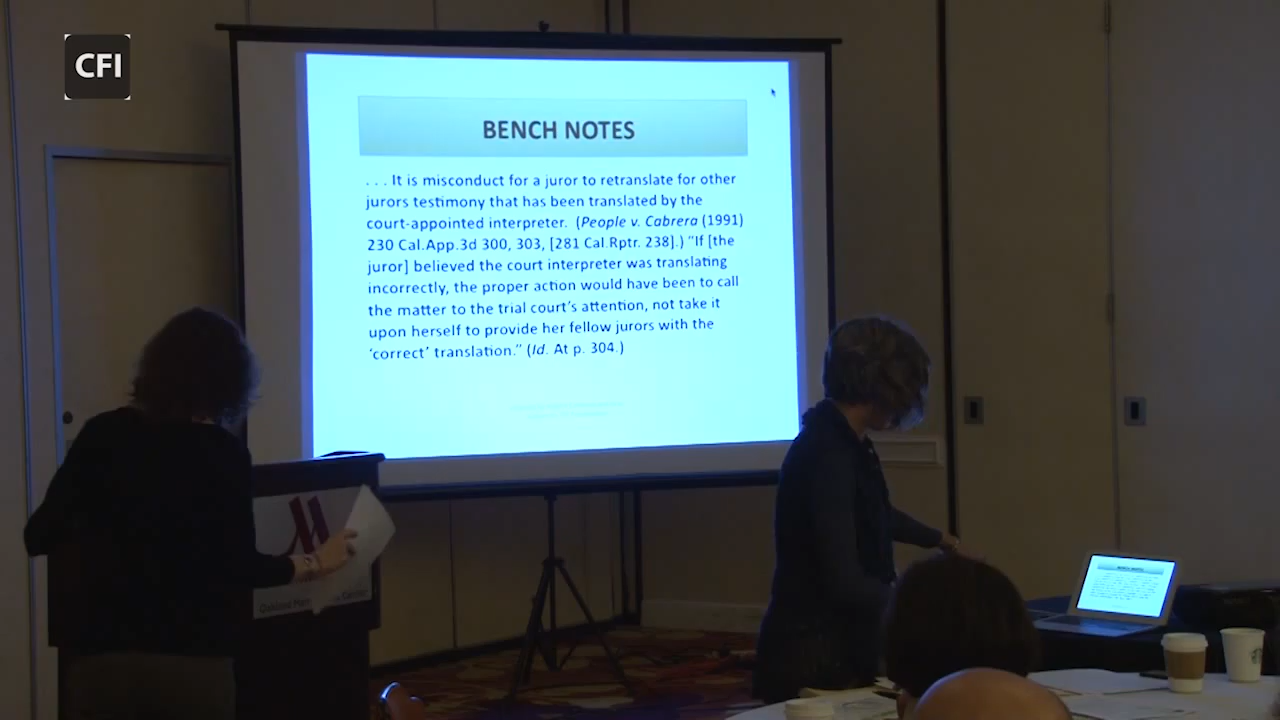 CFI
BENCH NOTES
. . . It is misconduct for a juror to retranslate for other
jurors testimony that has been translated by the
court-appointed interpreter. (People v. Cabrera (1991)
230 Cal.App.3d 300, 303, [281 Cal.Rptr. 238].) “If [the
juror] believed the court interpreter was translating
incorrectly, the proper action would have been to call
the matter to the trial court’s attention, not take it
upon herself to provide her fellow jurors with the
‘correct’ translation.” (Id. At p. 304.)
BENCH NOTES